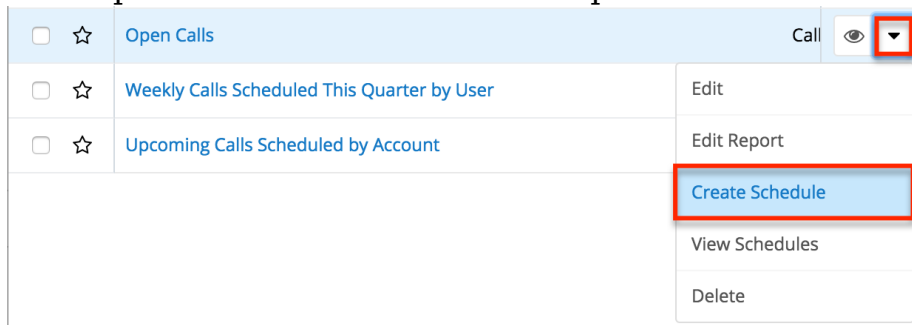 Open Calls Call
Weekly Calls Scheduled This Quarter by User
Upcoming Calls Scheduled by Account
Edit
Edit Report
Create Schedule
View Schedules
Delete